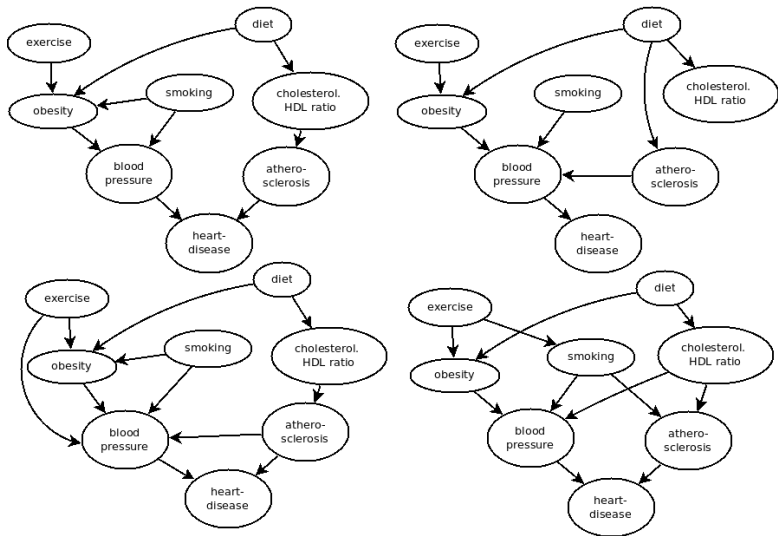 diet
exercise
smoking
cholesterol.
HDL ratio
obesity
blood
pressure
athero-
sclerosis
heart-
disease
diet
exercise
cholesterol.
HDL ratio
smoking
obesity
blood
pressure
athero-
sclerosis
heart-
disease
diet
exercise
smoking
cholesterol.
HDL ratio
obesity
blood
pressure
athero-
sclerosis
heart-
disease
diet
exercise
smoking
cholesterol.
HDL ratio
obesity
blood
pressure
athero-
sclerosis
heart-
disease